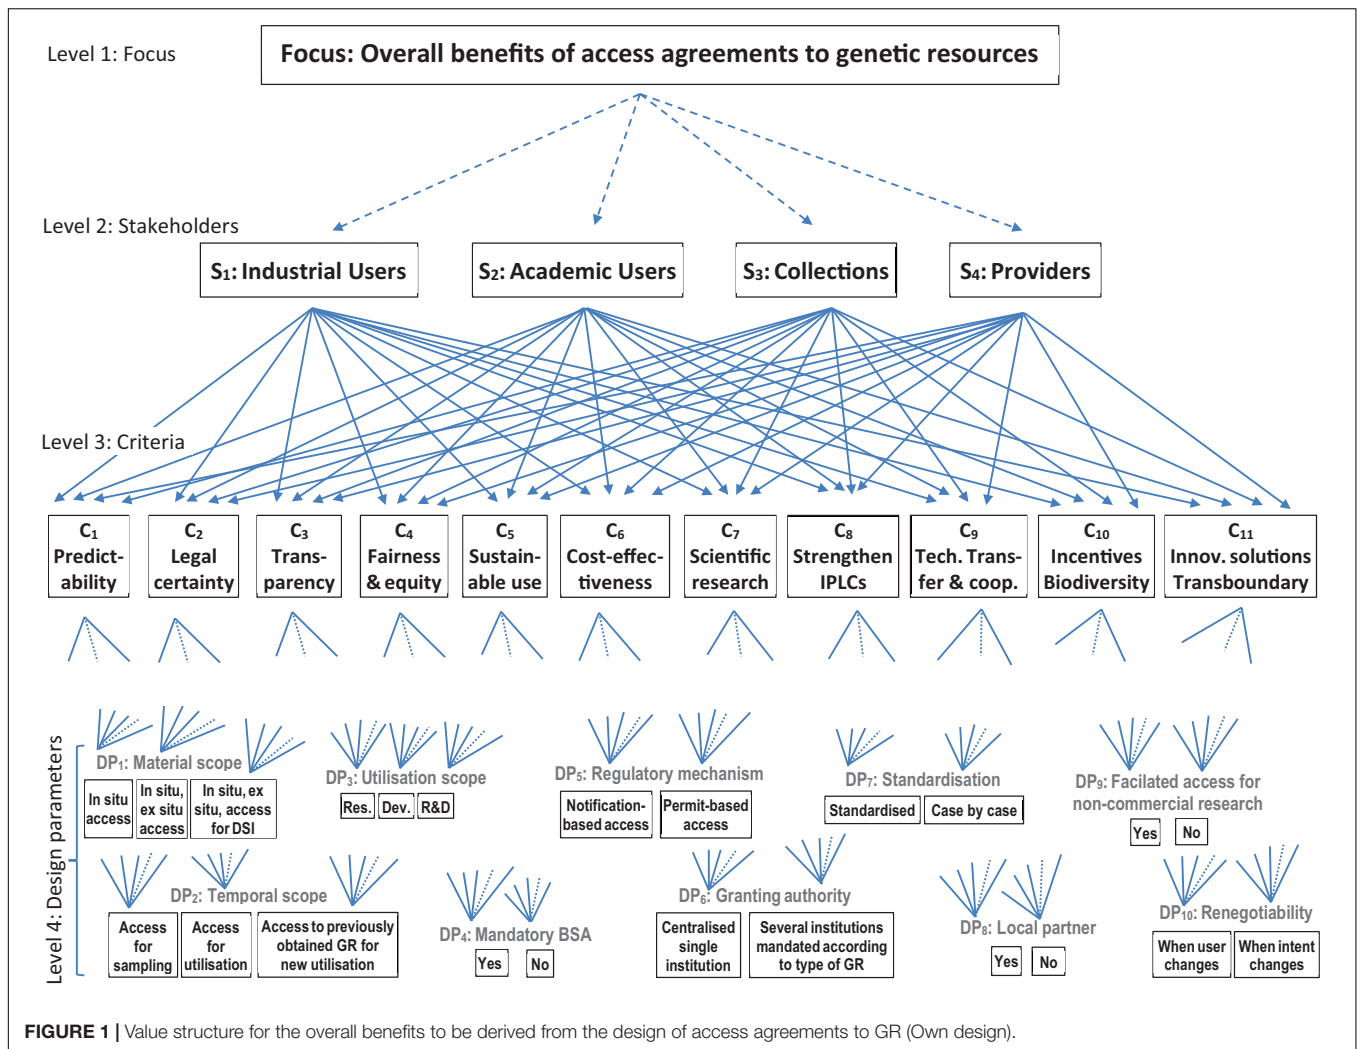 Level 1: Focus
Focus: Overall benefits of access agreements to genetic resources
Level 2: Stakeholders
S1: Industrial Users
S2: Academic Users
S3: Collections
S4: Providers
Level 3: Criteria
C1
Predict-
ability
C2
Legal
certainty
C3
Trans-
parency
C4
Fairness
& equity
C5
Sustain-
able use
C6
Cost-effec-
tiveness
C7
Scientific
research
C8
Strengthen
IPLCs
C9
Tech. Trans-
fer & coop.
C10
Incentives
Biodiversity
C11
Innov. solutions
Transboundary
Level 4: Design parameters
DP1: Material scope
In situ
access
In situ,
ex situ
access
In situ, ex
situ, access
for DSI
DP3: Utilisation scope
Res.
Dev.
R&D
DP5: Regulatory mechanism
Notification-
based access
Permit-based
access
DP7: Standardisation
Standardised
Case by case
DP9: Faciliated access for
non-commercial research
Yes
No
DP2: Temporal scope
Access
for
sampling
Access
for
utilisation
Access to previously
obtained GR for
new utilisation
DP4: Mandatory BSA
Yes
No
DP6: Granting authority
Centralised
single
institution
Several institutions
mandated according
to type of GR
DP8: Local partner
Yes
No
DP10: Renegotiability
When user
changes
When intent
changes
FIGURE 1 | Value structure for the overall benefits to be derived from the design of access agreements to GR (Own design).